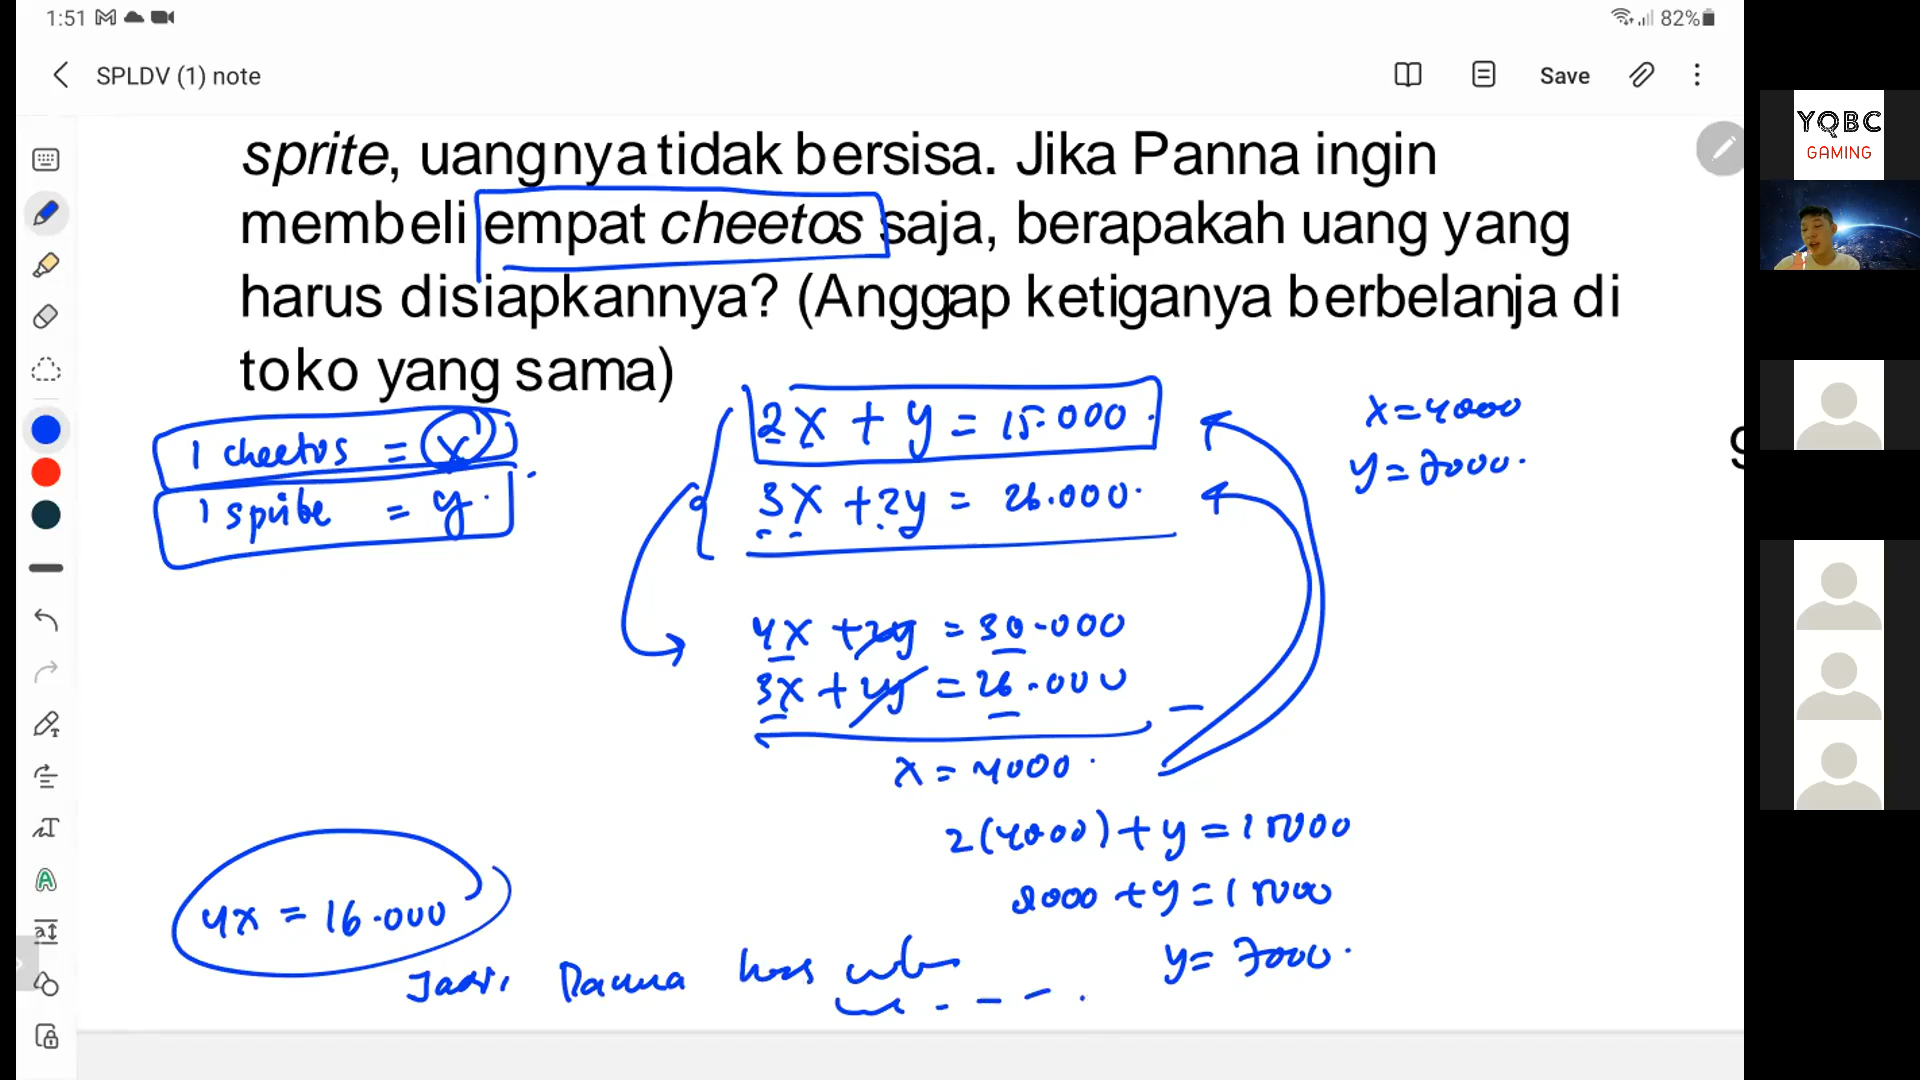 1:51
82%
SPLDV (1) note
Save
YQBC
GAMING
sprite, uangnya tidak bersisa. Jika Panna ingin
membeli empat cheetos saja, berapakah uang yang
harus disiapkannya? (Anggap ketiganya berbelanja di
toko yang sama)
1 cheetos = x
1 sprite = y.
2x + y = 15.000.
3x + 2y = 26.000.
x = 4000
y = 7000.
4x + 2y = 30.000
3x + 2y = 26.000
x = 4000.
2(4000) + y = 15000
8000 + y = 15000
y = 7000.
4x = 16.000
Jadi, Panna